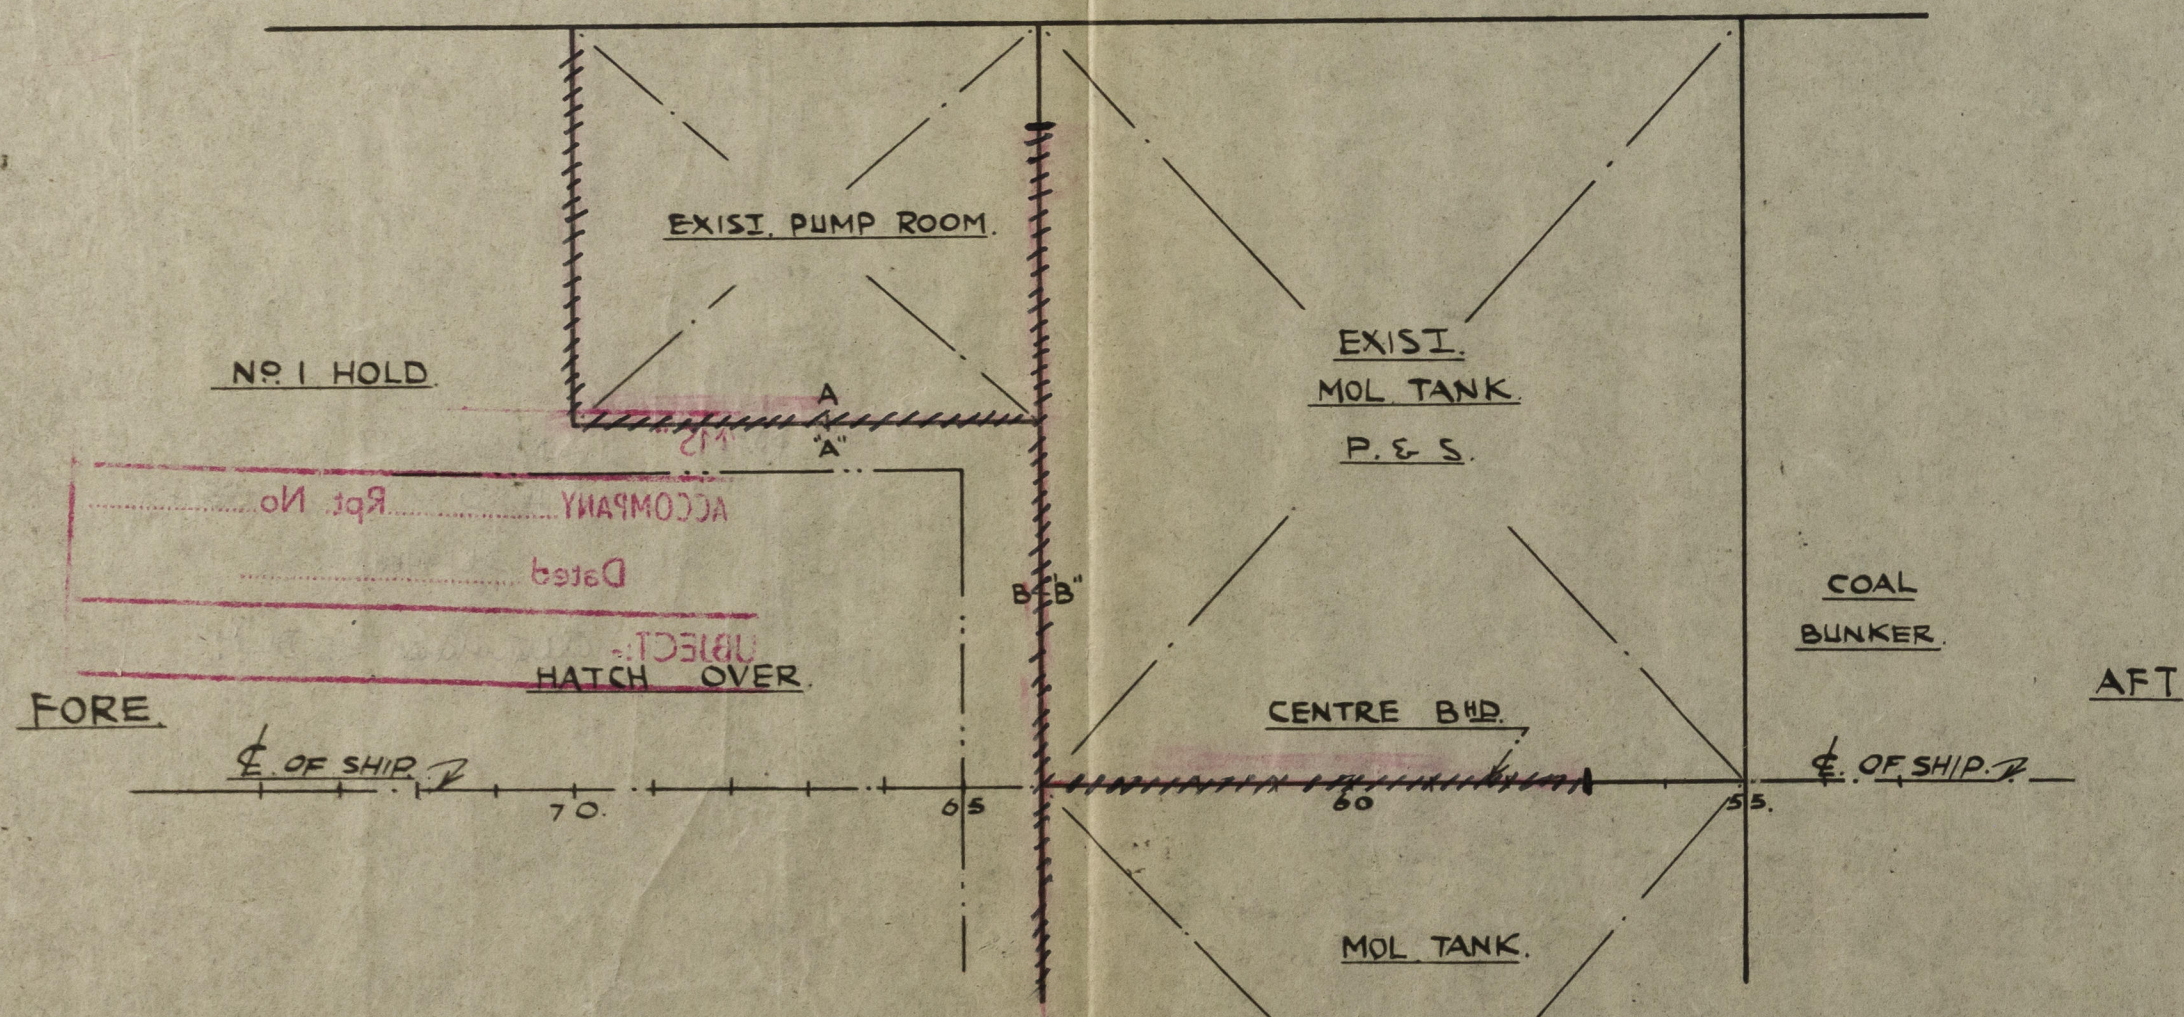 EXIST. PUMP ROOM.
No. 1 HOLD.
EXIST.
MOL. TANK.
P. & S.
A
"A"
ACCOMPANY Rpt. No
Dated
UBJECT:-
B "B"
COAL
BUNKER.
HATCH OVER.
FORE.
AFT
CENTRE BHD.
℄ OF SHIP.
℄ OF SHIP.
70.
65
60
55.
MOL. TANK.